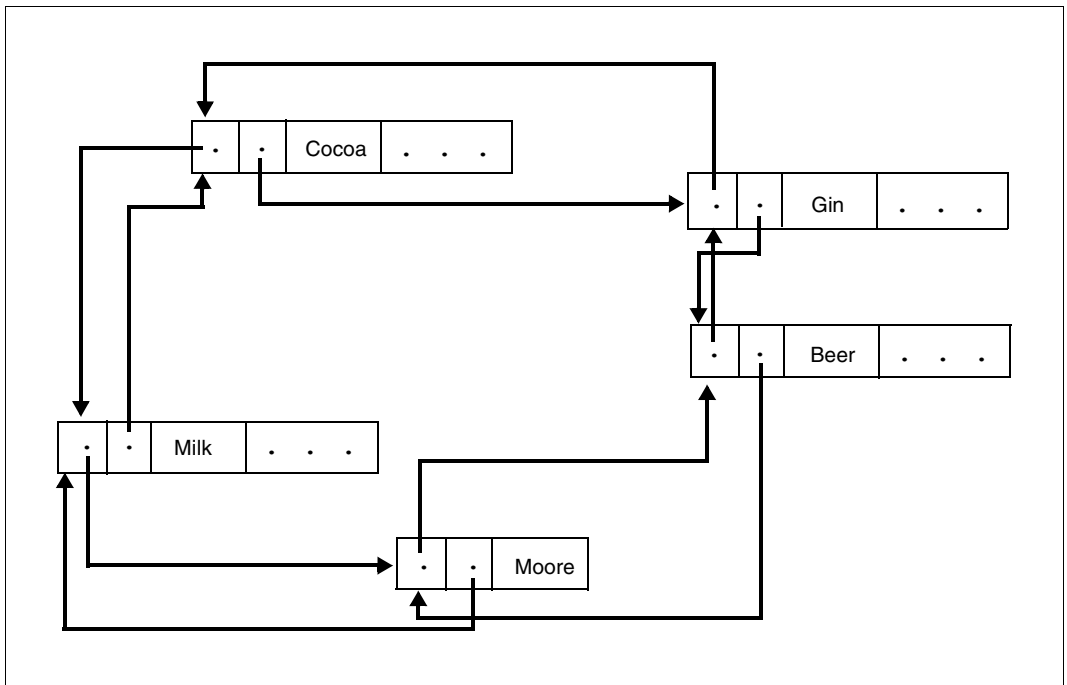 . . Cocoa . . .
. . Gin . . .
. . Beer . . .
. . Milk . . .
. . Moore